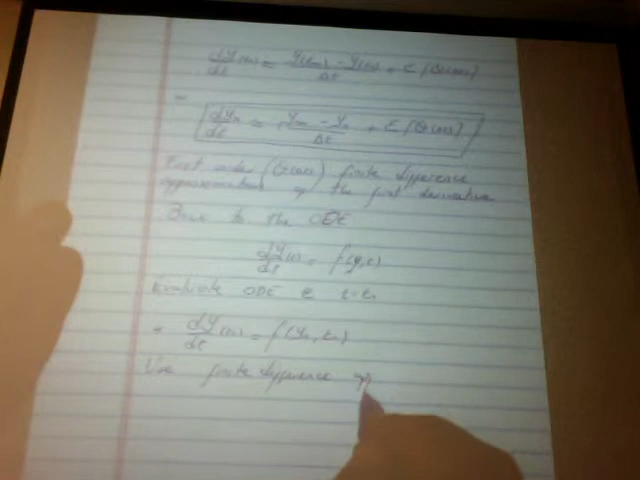 dy(tn)/dt = y(tn+1) - y(tn)/Δt + E (O(Δt))
=
dyn/dt = yn+1 - yn/Δt + E (O(Δt))
First order (O(Δt)) finite difference
approximation of the first derivative
Back to the ODE
dy(t)/dt = f(y,t)
Evaluate ODE @ t=tn
= dy(tn)/dt = f(yn, tn)
Use finite difference ap